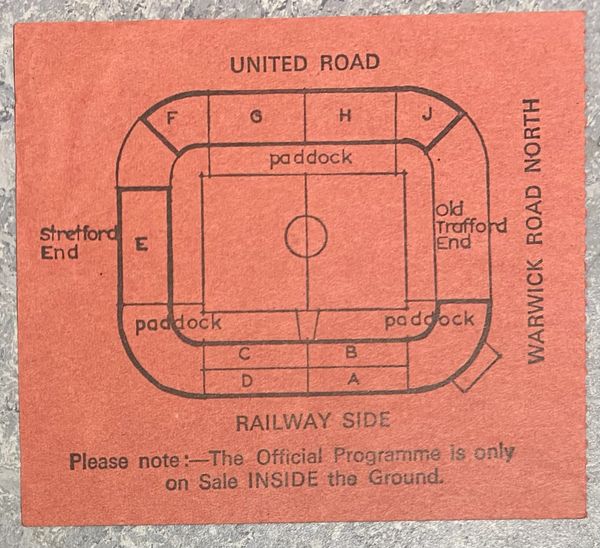 UNITED ROAD
F
G
H
J
paddock
WARWICK ROAD NORTH
Stretford
End
E
Old
Trafford
End
paddock
paddock
C
B
D
A
RAILWAY SIDE
Please note:—The Official Programme is only
on Sale INSIDE the Ground.